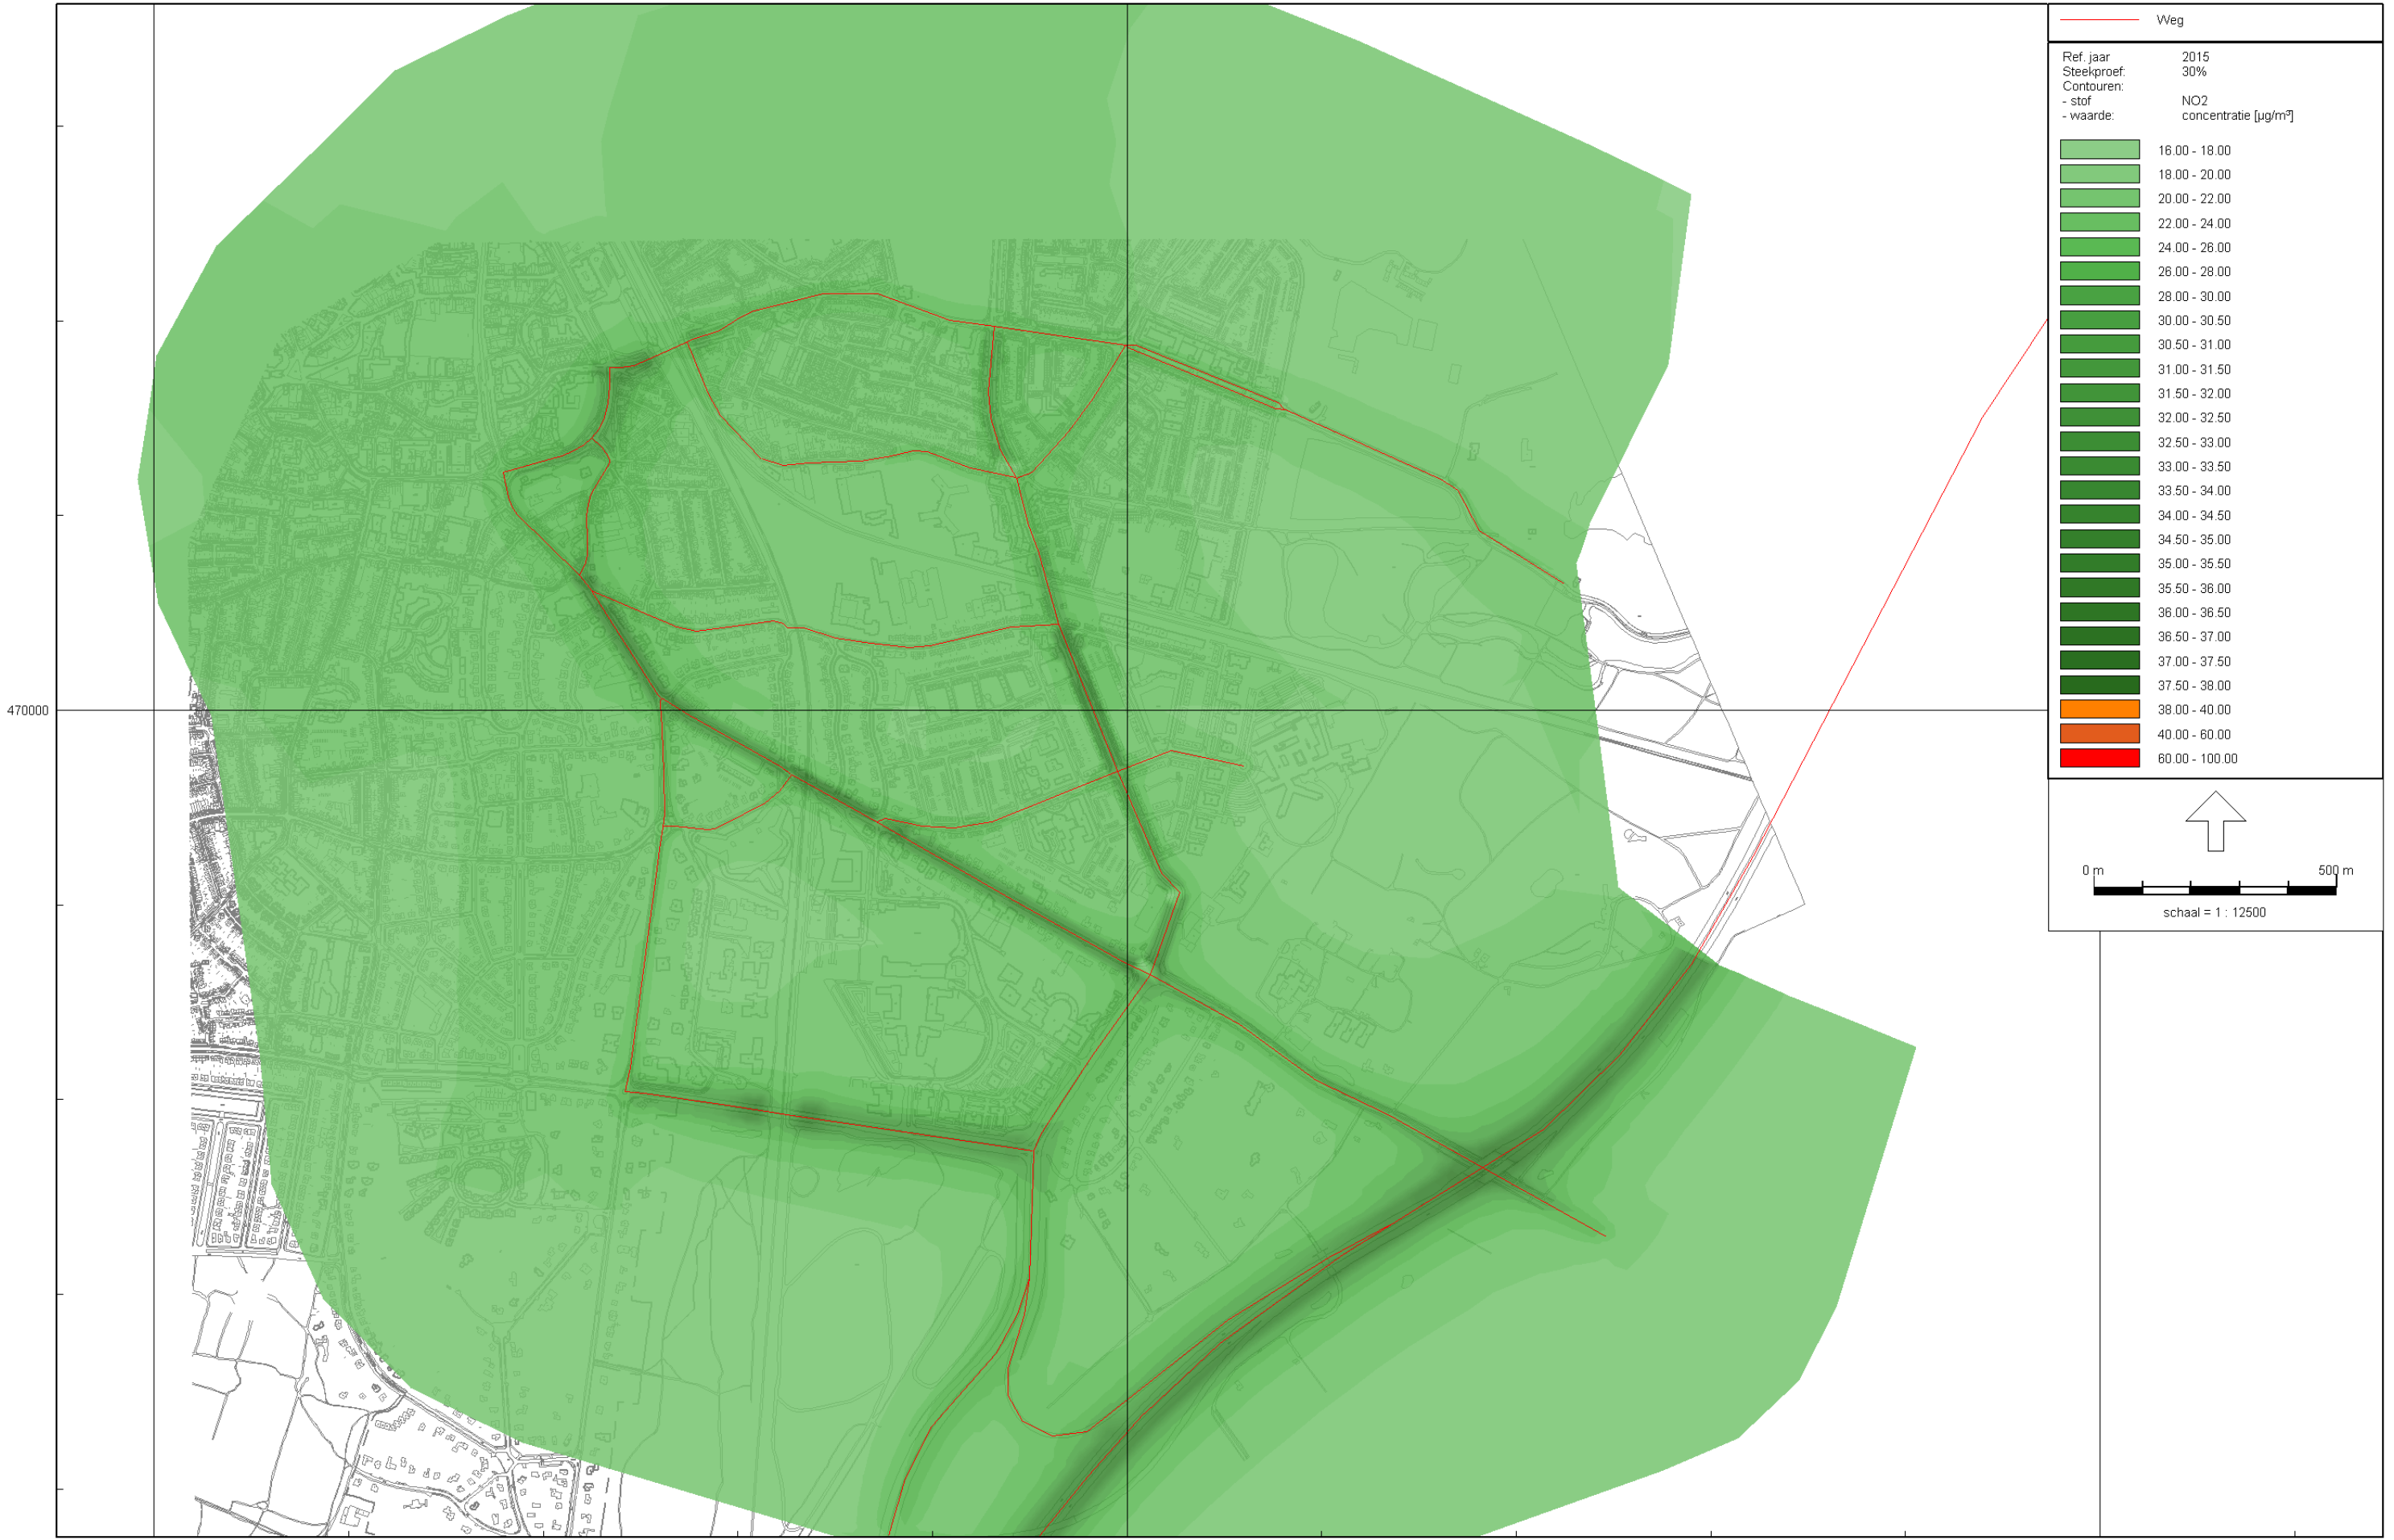 Weg
Ref. jaar 2015
Steekproef: 30%
Contouren:
- stof NO2
- waarde: concentratie [µg/m³]
16.00 - 18.00
18.00 - 20.00
20.00 - 22.00
22.00 - 24.00
24.00 - 26.00
26.00 - 28.00
28.00 - 30.00
30.00 - 30.50
30.50 - 31.00
31.00 - 31.50
31.50 - 32.00
32.00 - 32.50
32.50 - 33.00
33.00 - 33.50
33.50 - 34.00
34.00 - 34.50
34.50 - 35.00
35.00 - 35.50
35.50 - 36.00
36.00 - 36.50
36.50 - 37.00
37.00 - 37.50
37.50 - 38.00
38.00 - 40.00
40.00 - 60.00
60.00 - 100.00
470000
0 m 500 m
schaal = 1 : 12500